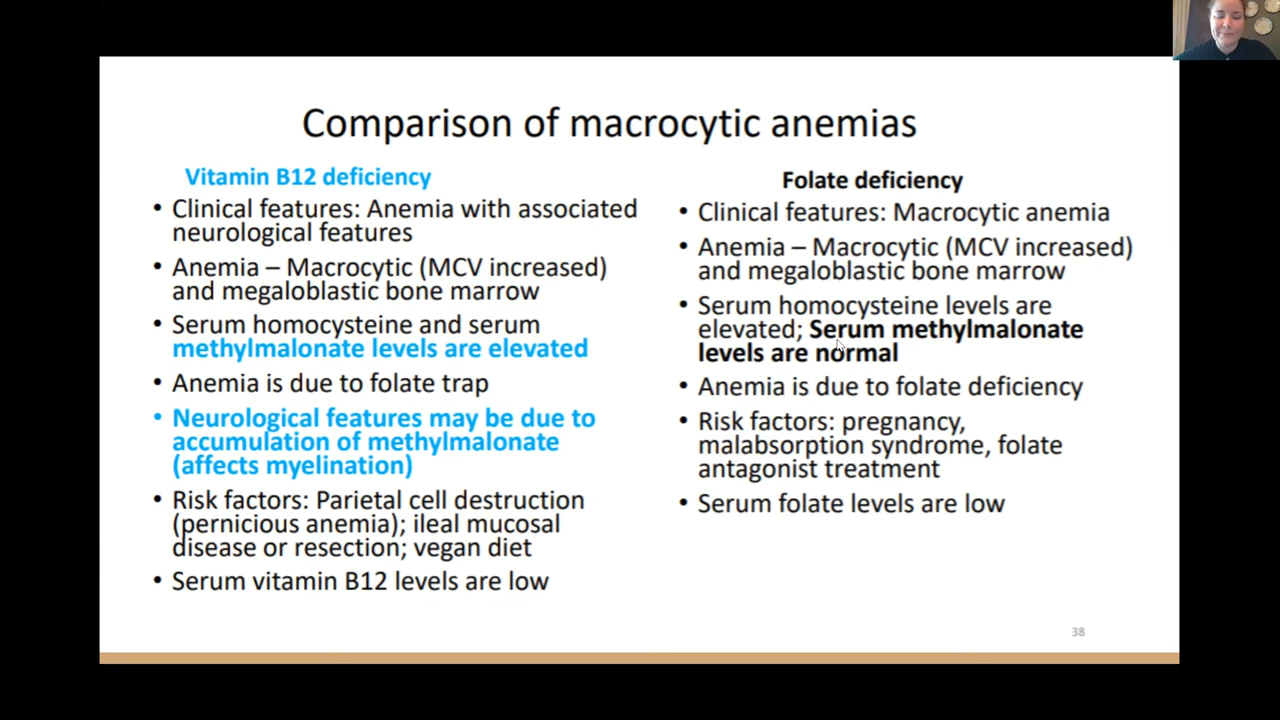 Comparison of macrocytic anemias
Vitamin B12 deficiency
• Clinical features: Anemia with associated
neurological features
• Anemia – Macrocytic (MCV increased)
and megaloblastic bone marrow
• Serum homocysteine and serum
methylmalonate levels are elevated
• Anemia is due to folate trap
• Neurological features may be due to
accumulation of methylmalonate
(affects myelination)
• Risk factors: Parietal cell destruction
(pernicious anemia); ileal mucosal
disease or resection; vegan diet
• Serum vitamin B12 levels are low
Folate deficiency
• Clinical features: Macrocytic anemia
• Anemia – Macrocytic (MCV increased)
and megaloblastic bone marrow
• Serum homocysteine levels are
elevated; Serum methylmalonate
levels are normal
• Anemia is due to folate deficiency
• Risk factors: pregnancy,
malabsorption syndrome, folate
antagonist treatment
• Serum folate levels are low
38